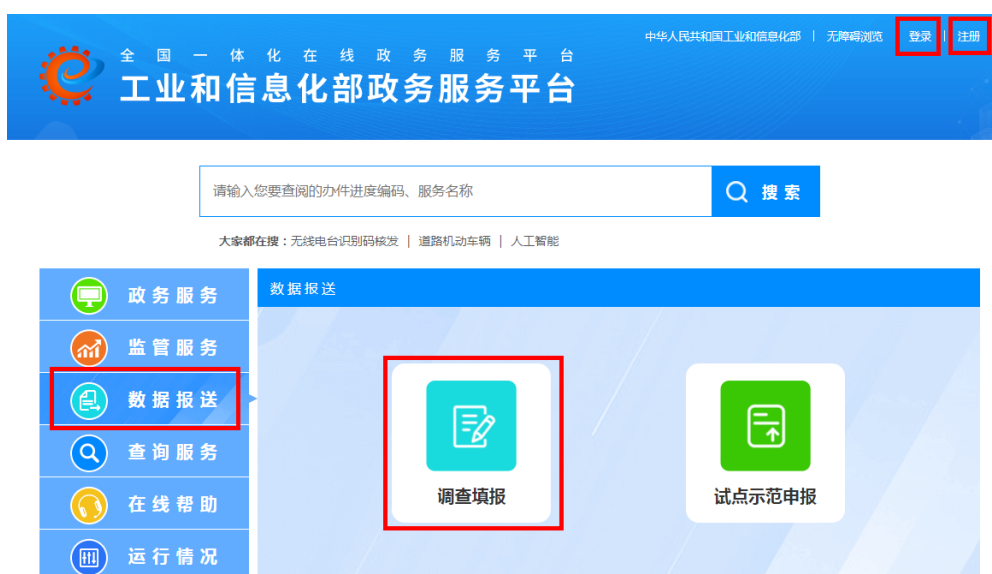 中华人民共和国工业和信息化部 | 无障碍浏览 登录 | 注册
全国一体化在线政务服务平台
工业和信息化部政务服务平台
请输入您要查阅的办件进度编码、服务名称
搜索
大家都在搜：无线电台识别码核发 | 道路机动车辆 | 人工智能
政务服务
监管服务
数据报送
查询服务
在线帮助
运行情况
数据报送
调查填报
试点示范申报